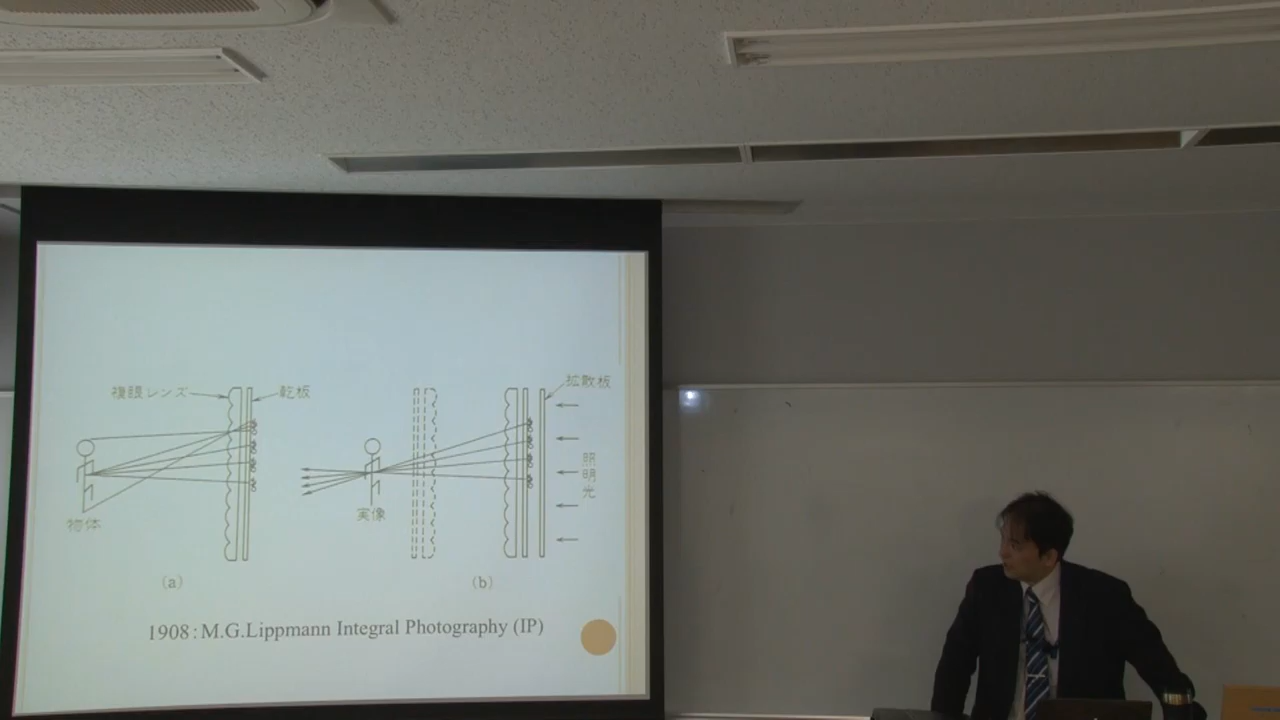 複眼レンズ
乾板
拡散板
照明光
物体
実像
(a)
(b)
1908:M.G.Lippmann Integral Photography (IP)